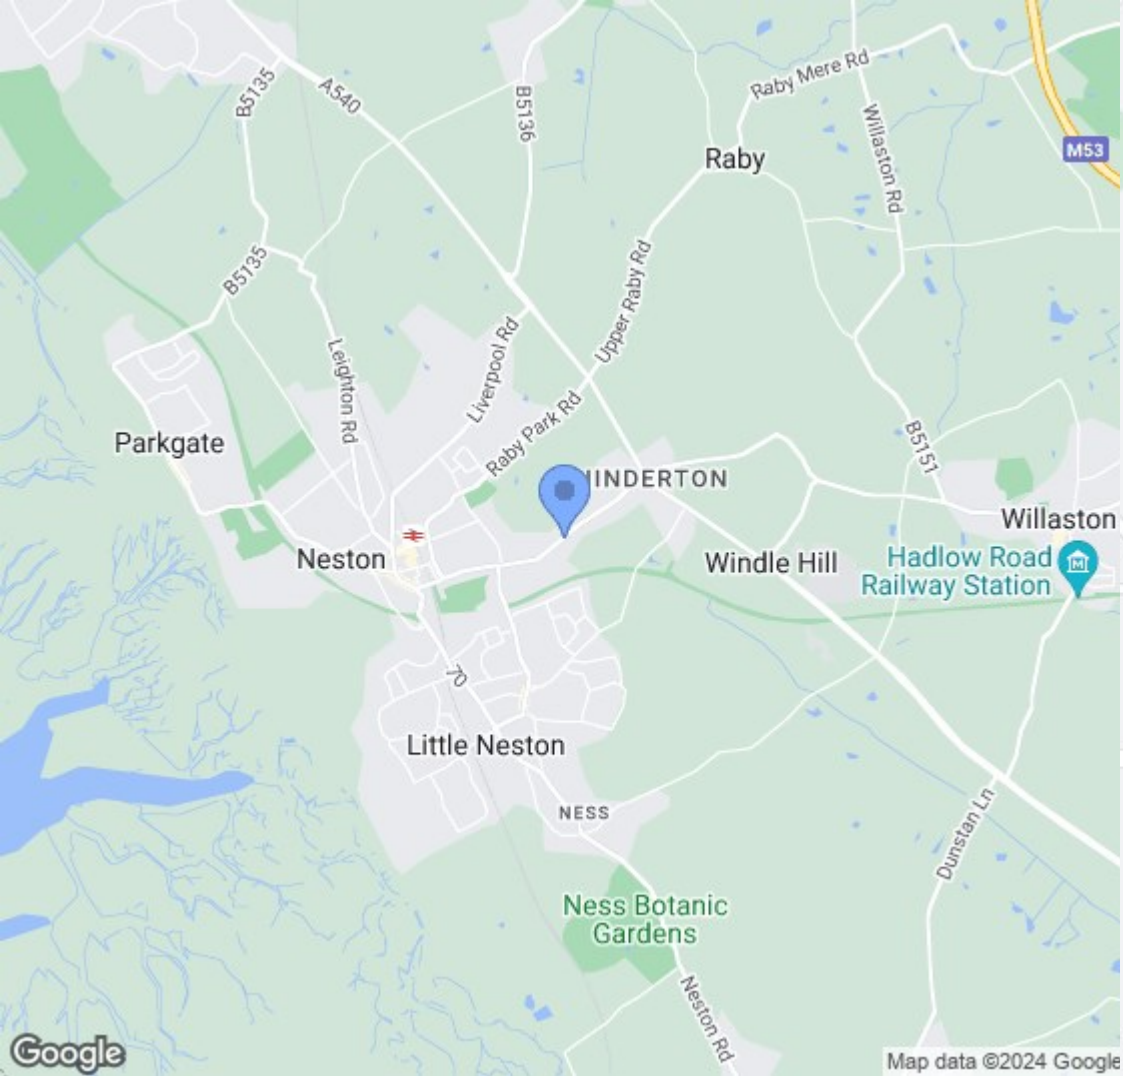 B5135
A540
B5136
Raby Mere Rd
Willaston Rd
M53
Raby
B5135
Upper Raby Rd
Leighton Rd
Liverpool Rd
Raby Park Rd
Parkgate
B5151
HINDERTON
Willaston
Neston
Windle Hill
Hadlow Road
Railway Station
70
Little Neston
NESS
Dunstan Ln
Ness Botanic
Gardens
Neston Rd
Google
Map data ©2024 Google